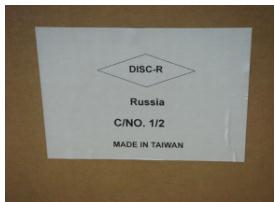 DISC-R
Russia
C/NO. 1/2
MADE IN TAIWAN